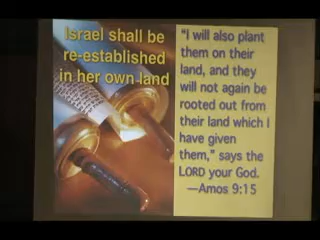 Israel shall be
re-established
in her own land
"I will also plant
them on their
land, and they
will not again be
rooted out from
their land which I
have given
them," says the
LORD your God.
—Amos 9:15